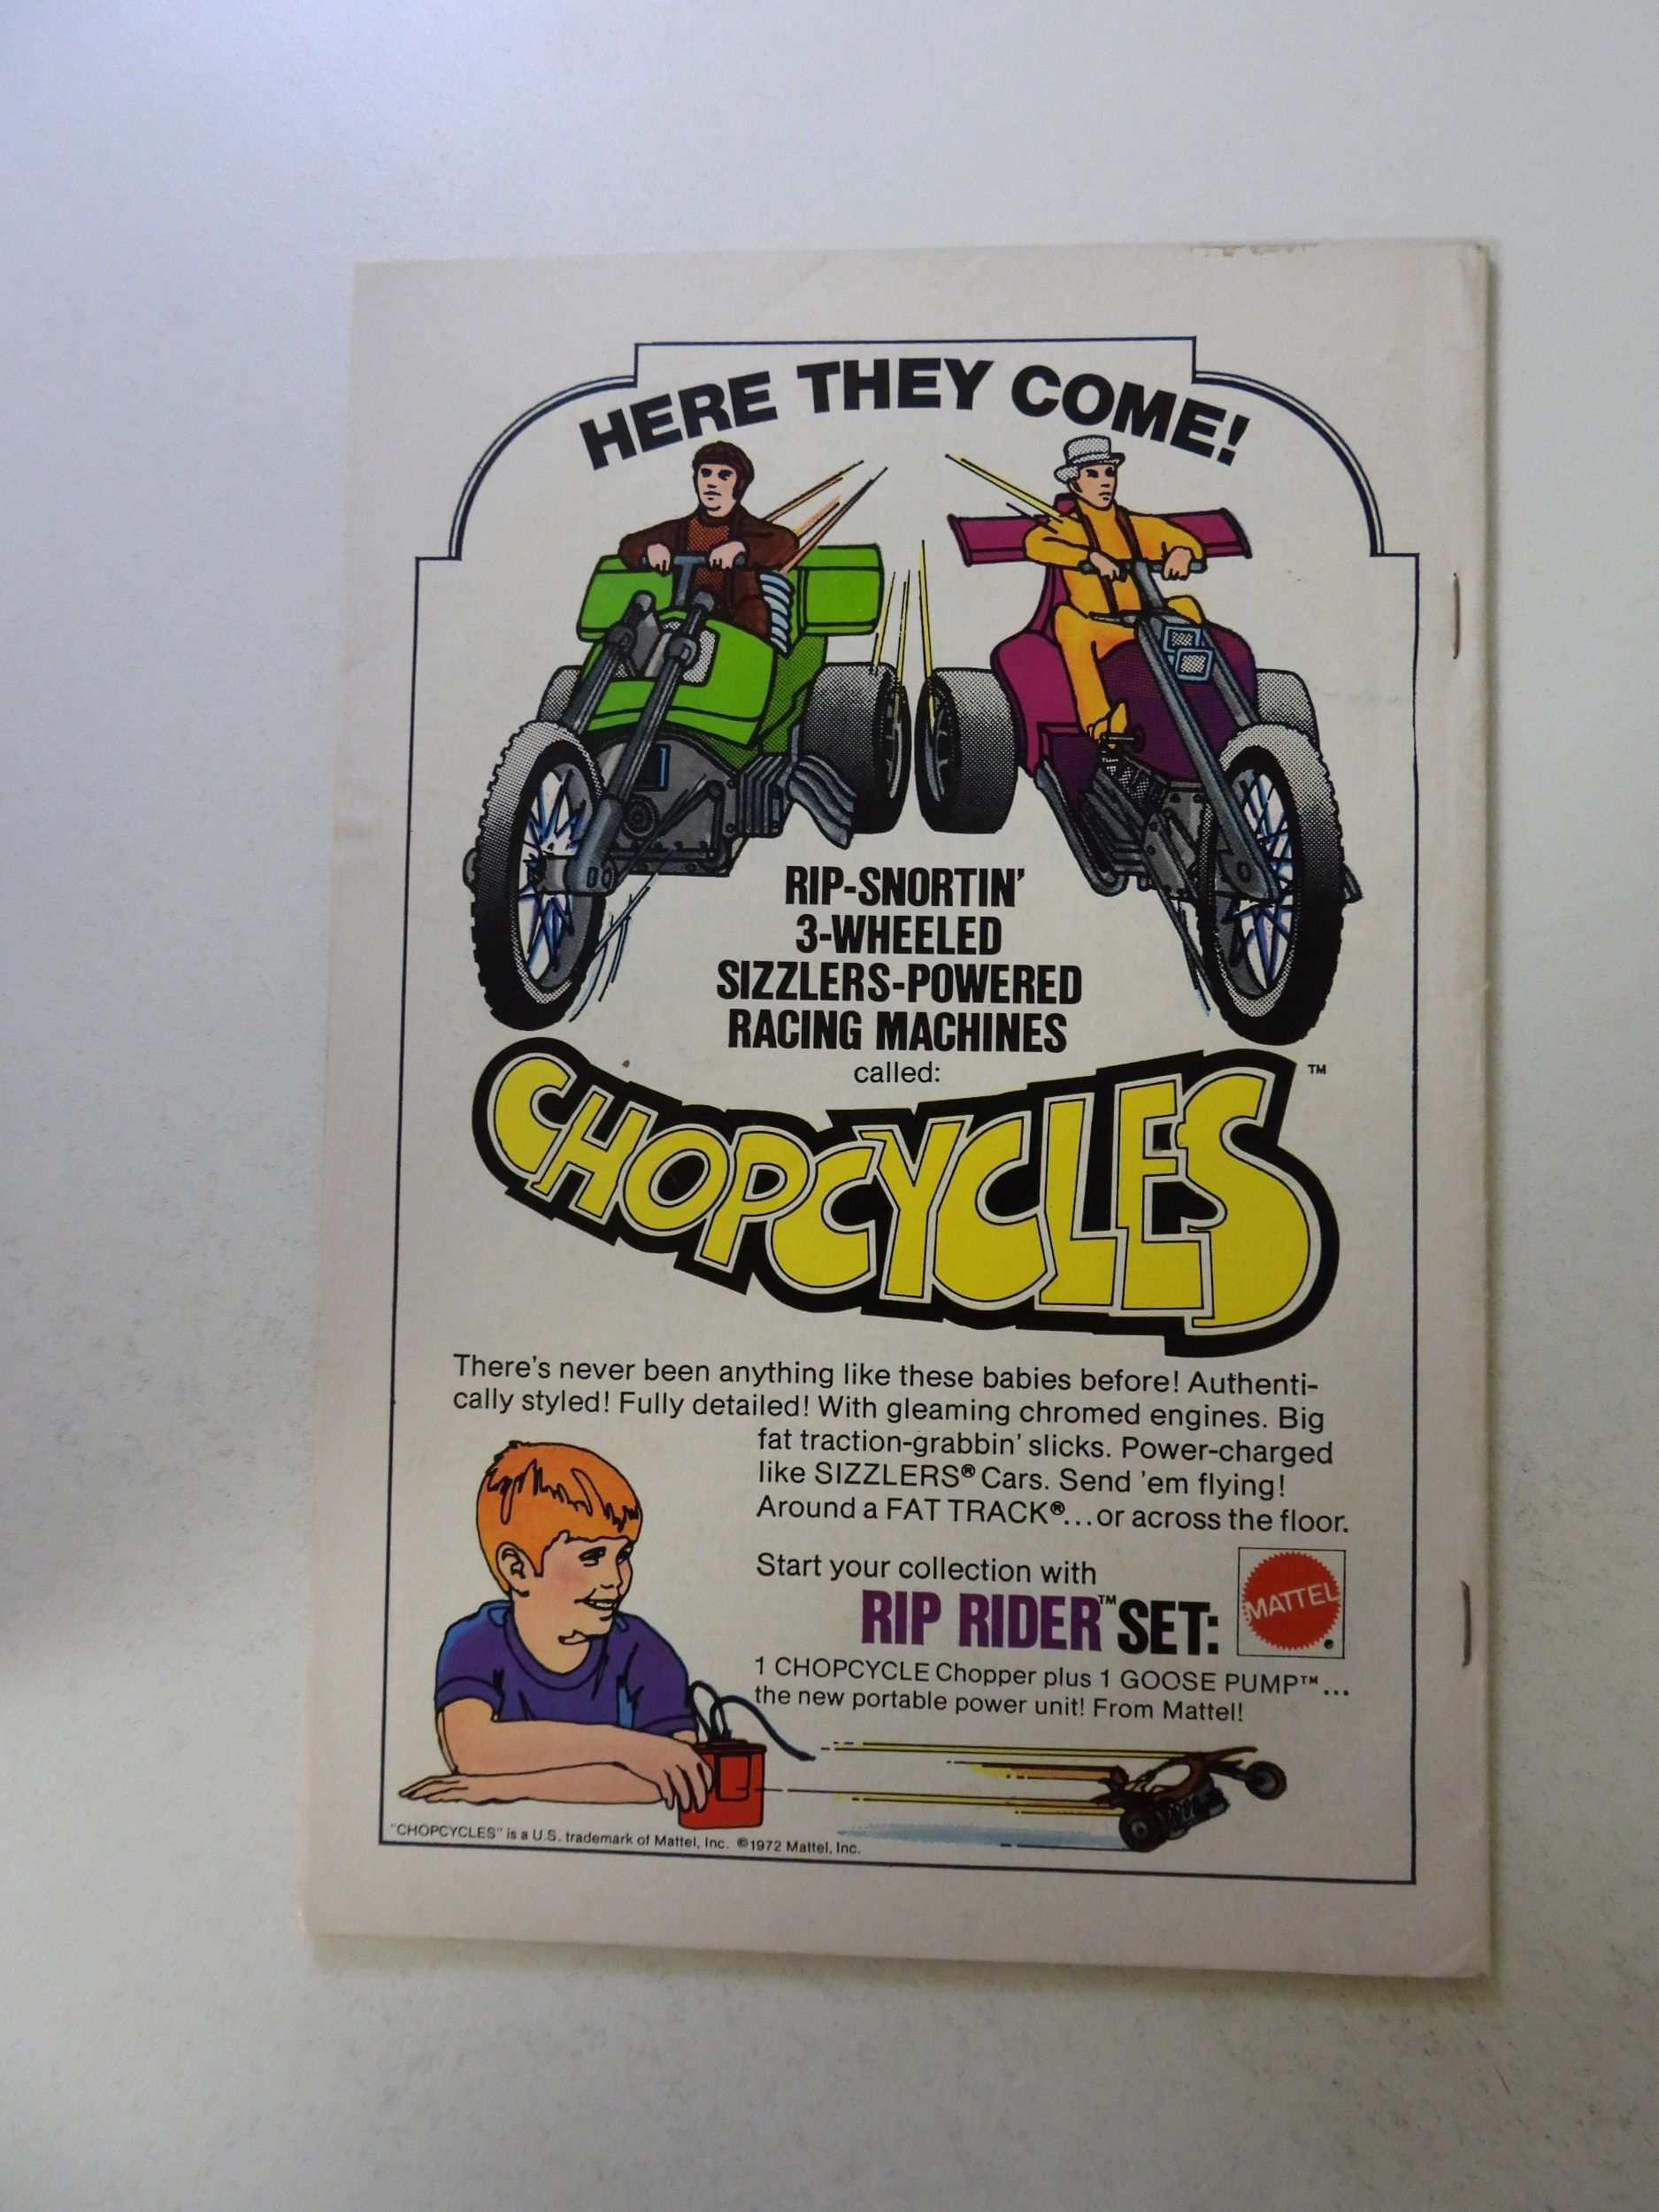 HERE THEY COME!
RIP-SNORTIN'
3-WHEELED
SIZZLERS-POWERED
RACING MACHINES
called:
CHOPCYCLES™
There's never been anything like these babies before! Authenti-
cally styled! Fully detailed! With gleaming chromed engines. Big
fat traction-grabbin' slicks. Power-charged
like SIZZLERS® Cars. Send 'em flying!
Around a FAT TRACK®...or across the floor.
Start your collection with
RIP RIDER™ SET:
MATTEL®
1 CHOPCYCLE Chopper plus 1 GOOSE PUMP™...
the new portable power unit! From Mattel!
"CHOPCYCLES" is a U.S. trademark of Mattel, Inc. ©1972 Mattel, Inc.